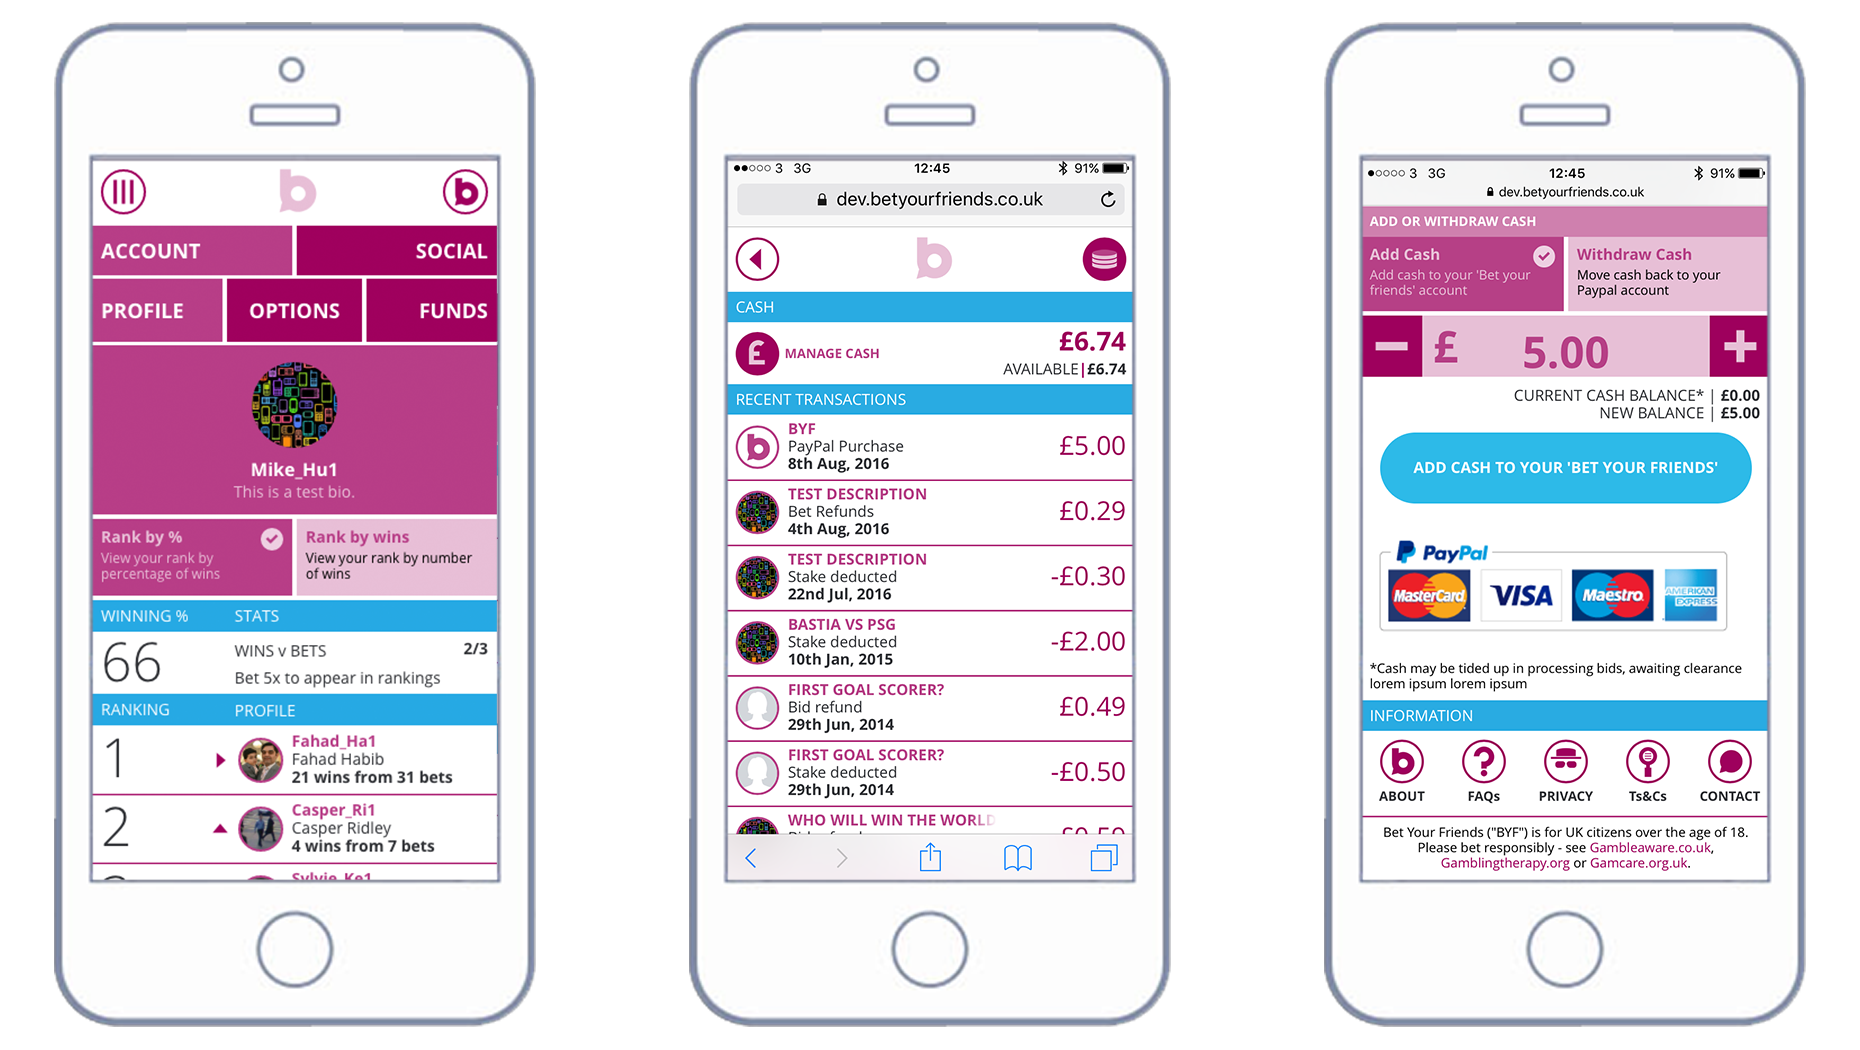 ACCOUNT
SOCIAL
PROFILE
OPTIONS
FUNDS
Mike_Hu1
This is a test bio.
Rank by %
View your rank by
percentage of wins
Rank by wins
View your rank by number
of wins
WINNING %
STATS
66
WINS v BETS
2/3
Bet 5x to appear in rankings
RANKING
PROFILE
1
Fahad_Ha1
Fahad Habib
21 wins from 31 bets
2
Casper_Ri1
Casper Ridley
4 wins from 7 bets
Sylvie_Ke1
3 3G
12:45
91%
dev.betyourfriends.co.uk
CASH
£
MANAGE CASH
£6.74
AVAILABLE|£6.74
RECENT TRANSACTIONS
BYF
PayPal Purchase
8th Aug, 2016
£5.00
TEST DESCRIPTION
Bet Refunds
4th Aug, 2016
£0.29
TEST DESCRIPTION
Stake deducted
22nd Jul, 2016
-£0.30
BASTIA VS PSG
Stake deducted
10th Jan, 2015
-£2.00
FIRST GOAL SCORER?
Bid refund
29th Jun, 2014
£0.49
FIRST GOAL SCORER?
Stake deducted
29th Jun, 2014
-£0.50
WHO WILL WIN THE WORLD
3 3G
12:45
91%
dev.betyourfriends.co.uk
ADD OR WITHDRAW CASH
Add Cash
Add cash to your 'Bet your
friends' account
Withdraw Cash
Move cash back to your
Paypal account
£ 5.00
CURRENT CASH BALANCE* | £0.00
NEW BALANCE | £5.00
ADD CASH TO YOUR 'BET YOUR FRIENDS'
PayPal
MasterCard
VISA
Maestro
AMERICAN
EXPRESS
*Cash may be tided up in processing bids, awaiting clearance
lorem ipsum lorem ipsum
INFORMATION
ABOUT
FAQs
PRIVACY
Ts&Cs
CONTACT
Bet Your Friends ("BYF") is for UK citizens over the age of 18.
Please bet responsibly - see Gambleaware.co.uk,
Gamblingtherapy.org or Gamcare.org.uk.